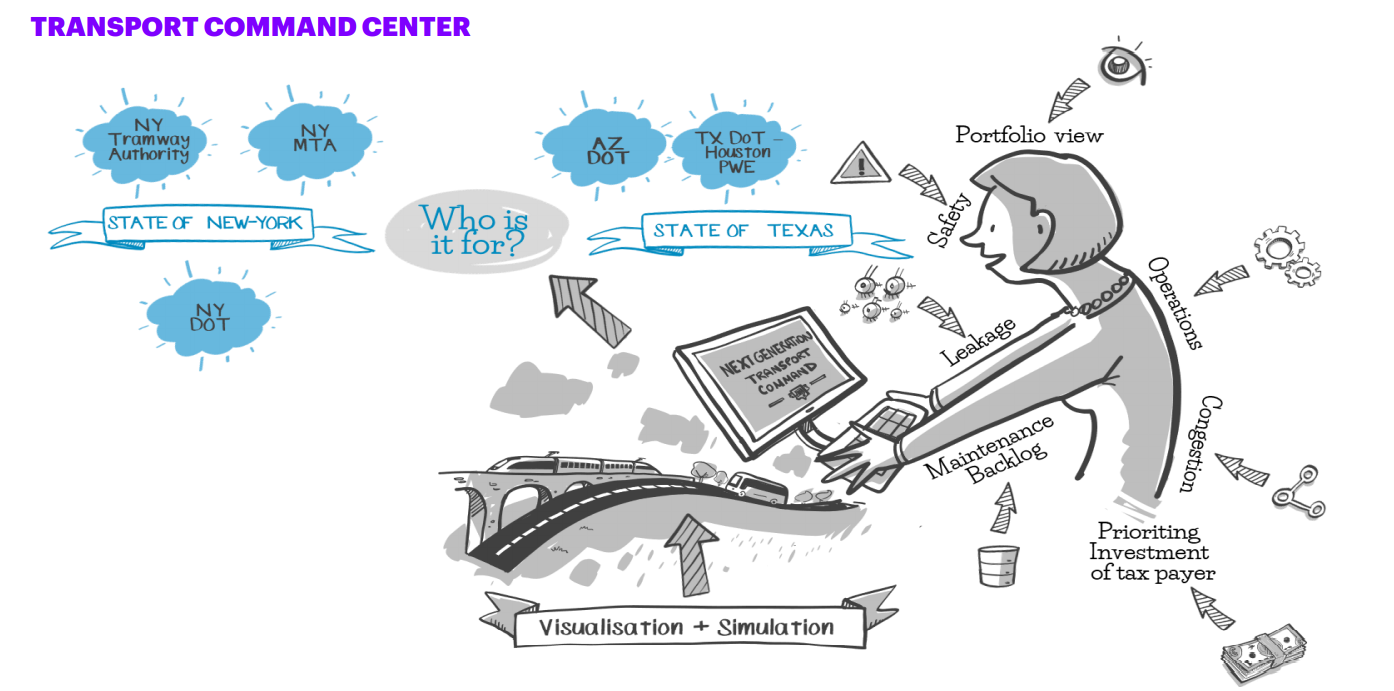 TRANSPORT COMMAND CENTER
NY
Tramway
Authority
NY
MTA
STATE OF NEW-YORK
NY
DOT
Who is
it for?
AZ
DOT
TX DoT –
Houston
PWE
STATE OF TEXAS
Portfolio view
!
Safety
Operations
Leakage
NEXT GENERATION
TRANSPORT
COMMAND
Maintenance
Backlog
Congestion
Prioriting
Investment
of tax payer
Visualisation + Simulation